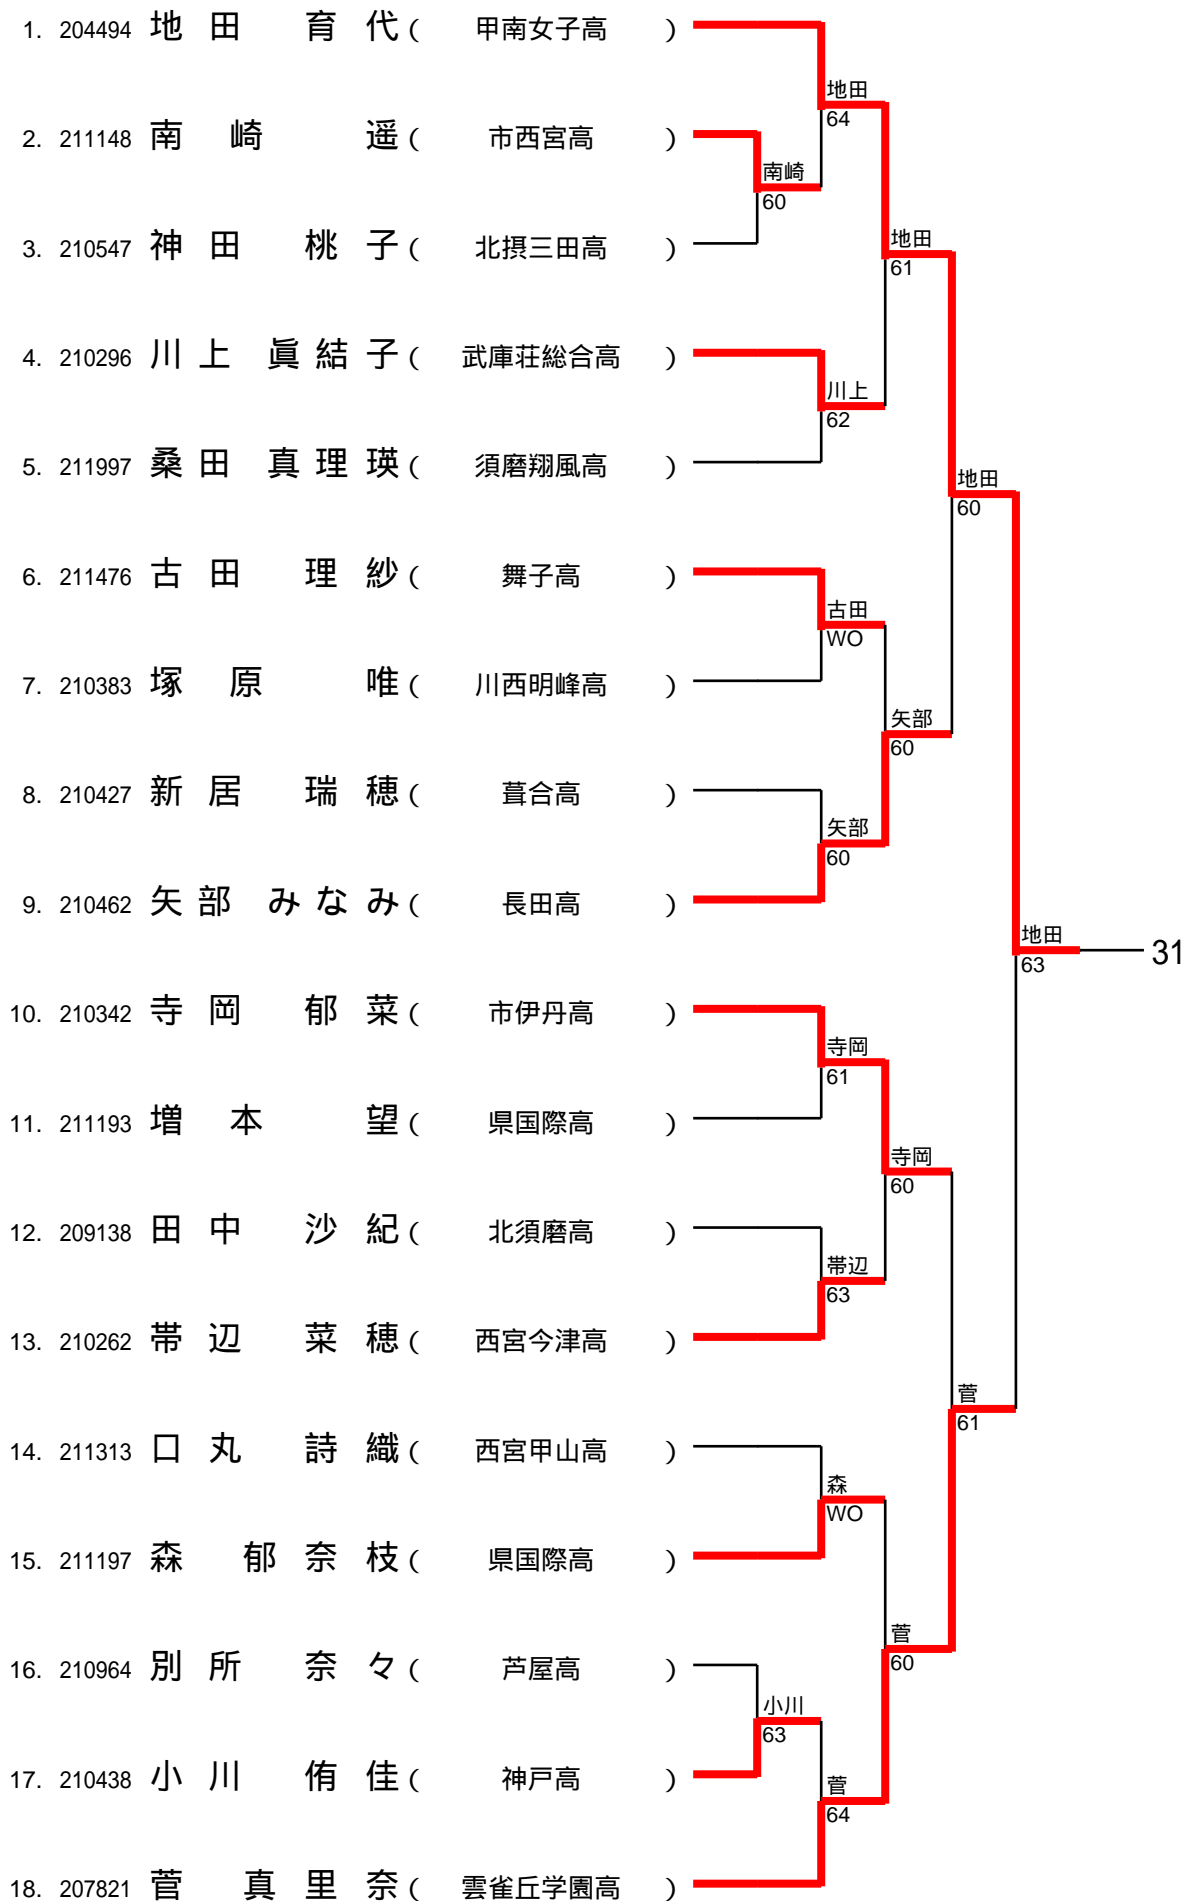 1. 204494 地田 育代 ( 甲南女子高 )
地田
64
2. 211148 南崎 遥 ( 市西宮高 )
南崎
60
3. 210547 神田 桃子 ( 北摂三田高 )
地田
61
4. 210296 川上 眞結子 ( 武庫荘総合高 )
川上
62
5. 211997 桑田 真理瑛 ( 須磨翔風高 )
地田
60
6. 211476 古田 理紗 ( 舞子高 )
古田
WO
7. 210383 塚原 唯 ( 川西明峰高 )
矢部
60
8. 210427 新居 瑞穂 ( 葺合高 )
矢部
60
9. 210462 矢部 みなみ ( 長田高 )
地田
63
31
10. 210342 寺岡 郁菜 ( 市伊丹高 )
寺岡
61
11. 211193 増本 望 ( 県国際高 )
寺岡
60
12. 209138 田中 沙紀 ( 北須磨高 )
帯辺
63
13. 210262 帯辺 菜穂 ( 西宮今津高 )
菅
61
14. 211313 口丸 詩織 ( 西宮甲山高 )
森
WO
15. 211197 森 郁奈枝 ( 県国際高 )
菅
60
16. 210964 別所 奈々 ( 芦屋高 )
小川
63
17. 210438 小川 侑佳 ( 神戸高 )
菅
64
18. 207821 菅 真里奈 ( 雲雀丘学園高 )